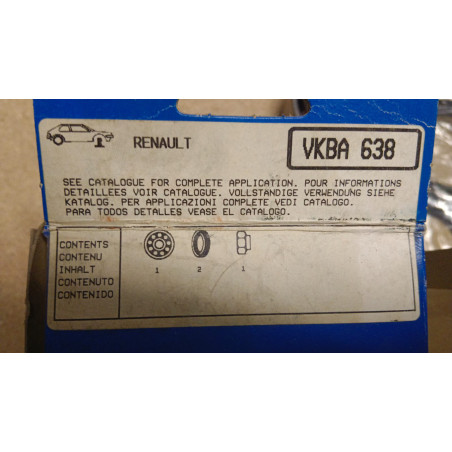 RENAULT
VKBA 638
SEE CATALOGUE FOR COMPLETE APPLICATION. POUR INFORMATIONS
DETAILLEES VOIR CATALOGUE. VOLLSTANDIGE VERWENDUNG SIEHE
KATALOG. PER APPLICAZIONI COMPLETE VEDI CATALOGO.
PARA TODOS DETALLES VEASE EL CATALOGO.
CONTENTS
CONTENU
INHALT
CONTENUTO
CONTENIDO
1 2 1